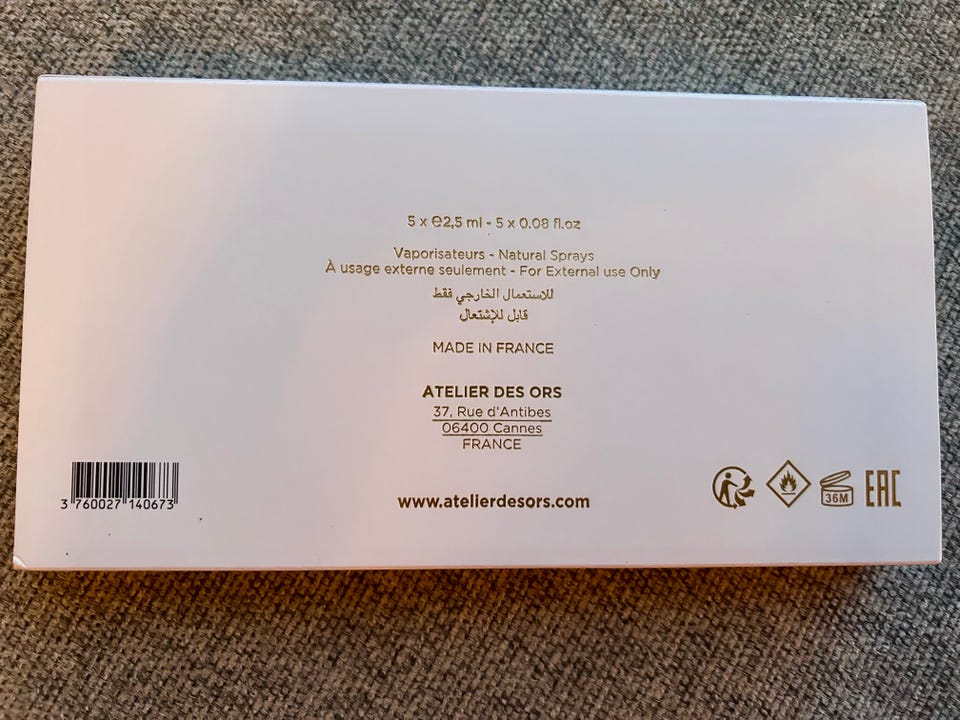 5 x ℮2,5 ml - 5 x 0.08 fl.oz
Vaporisateurs - Natural Sprays
À usage externe seulement - For External use Only
للاستعمال الخارجي فقط
قابل للإشتعال
MADE IN FRANCE
ATELIER DES ORS
37, Rue d'Antibes
06400 Cannes
FRANCE
www.atelierdesors.com
3 760027 140673
36M
EAC